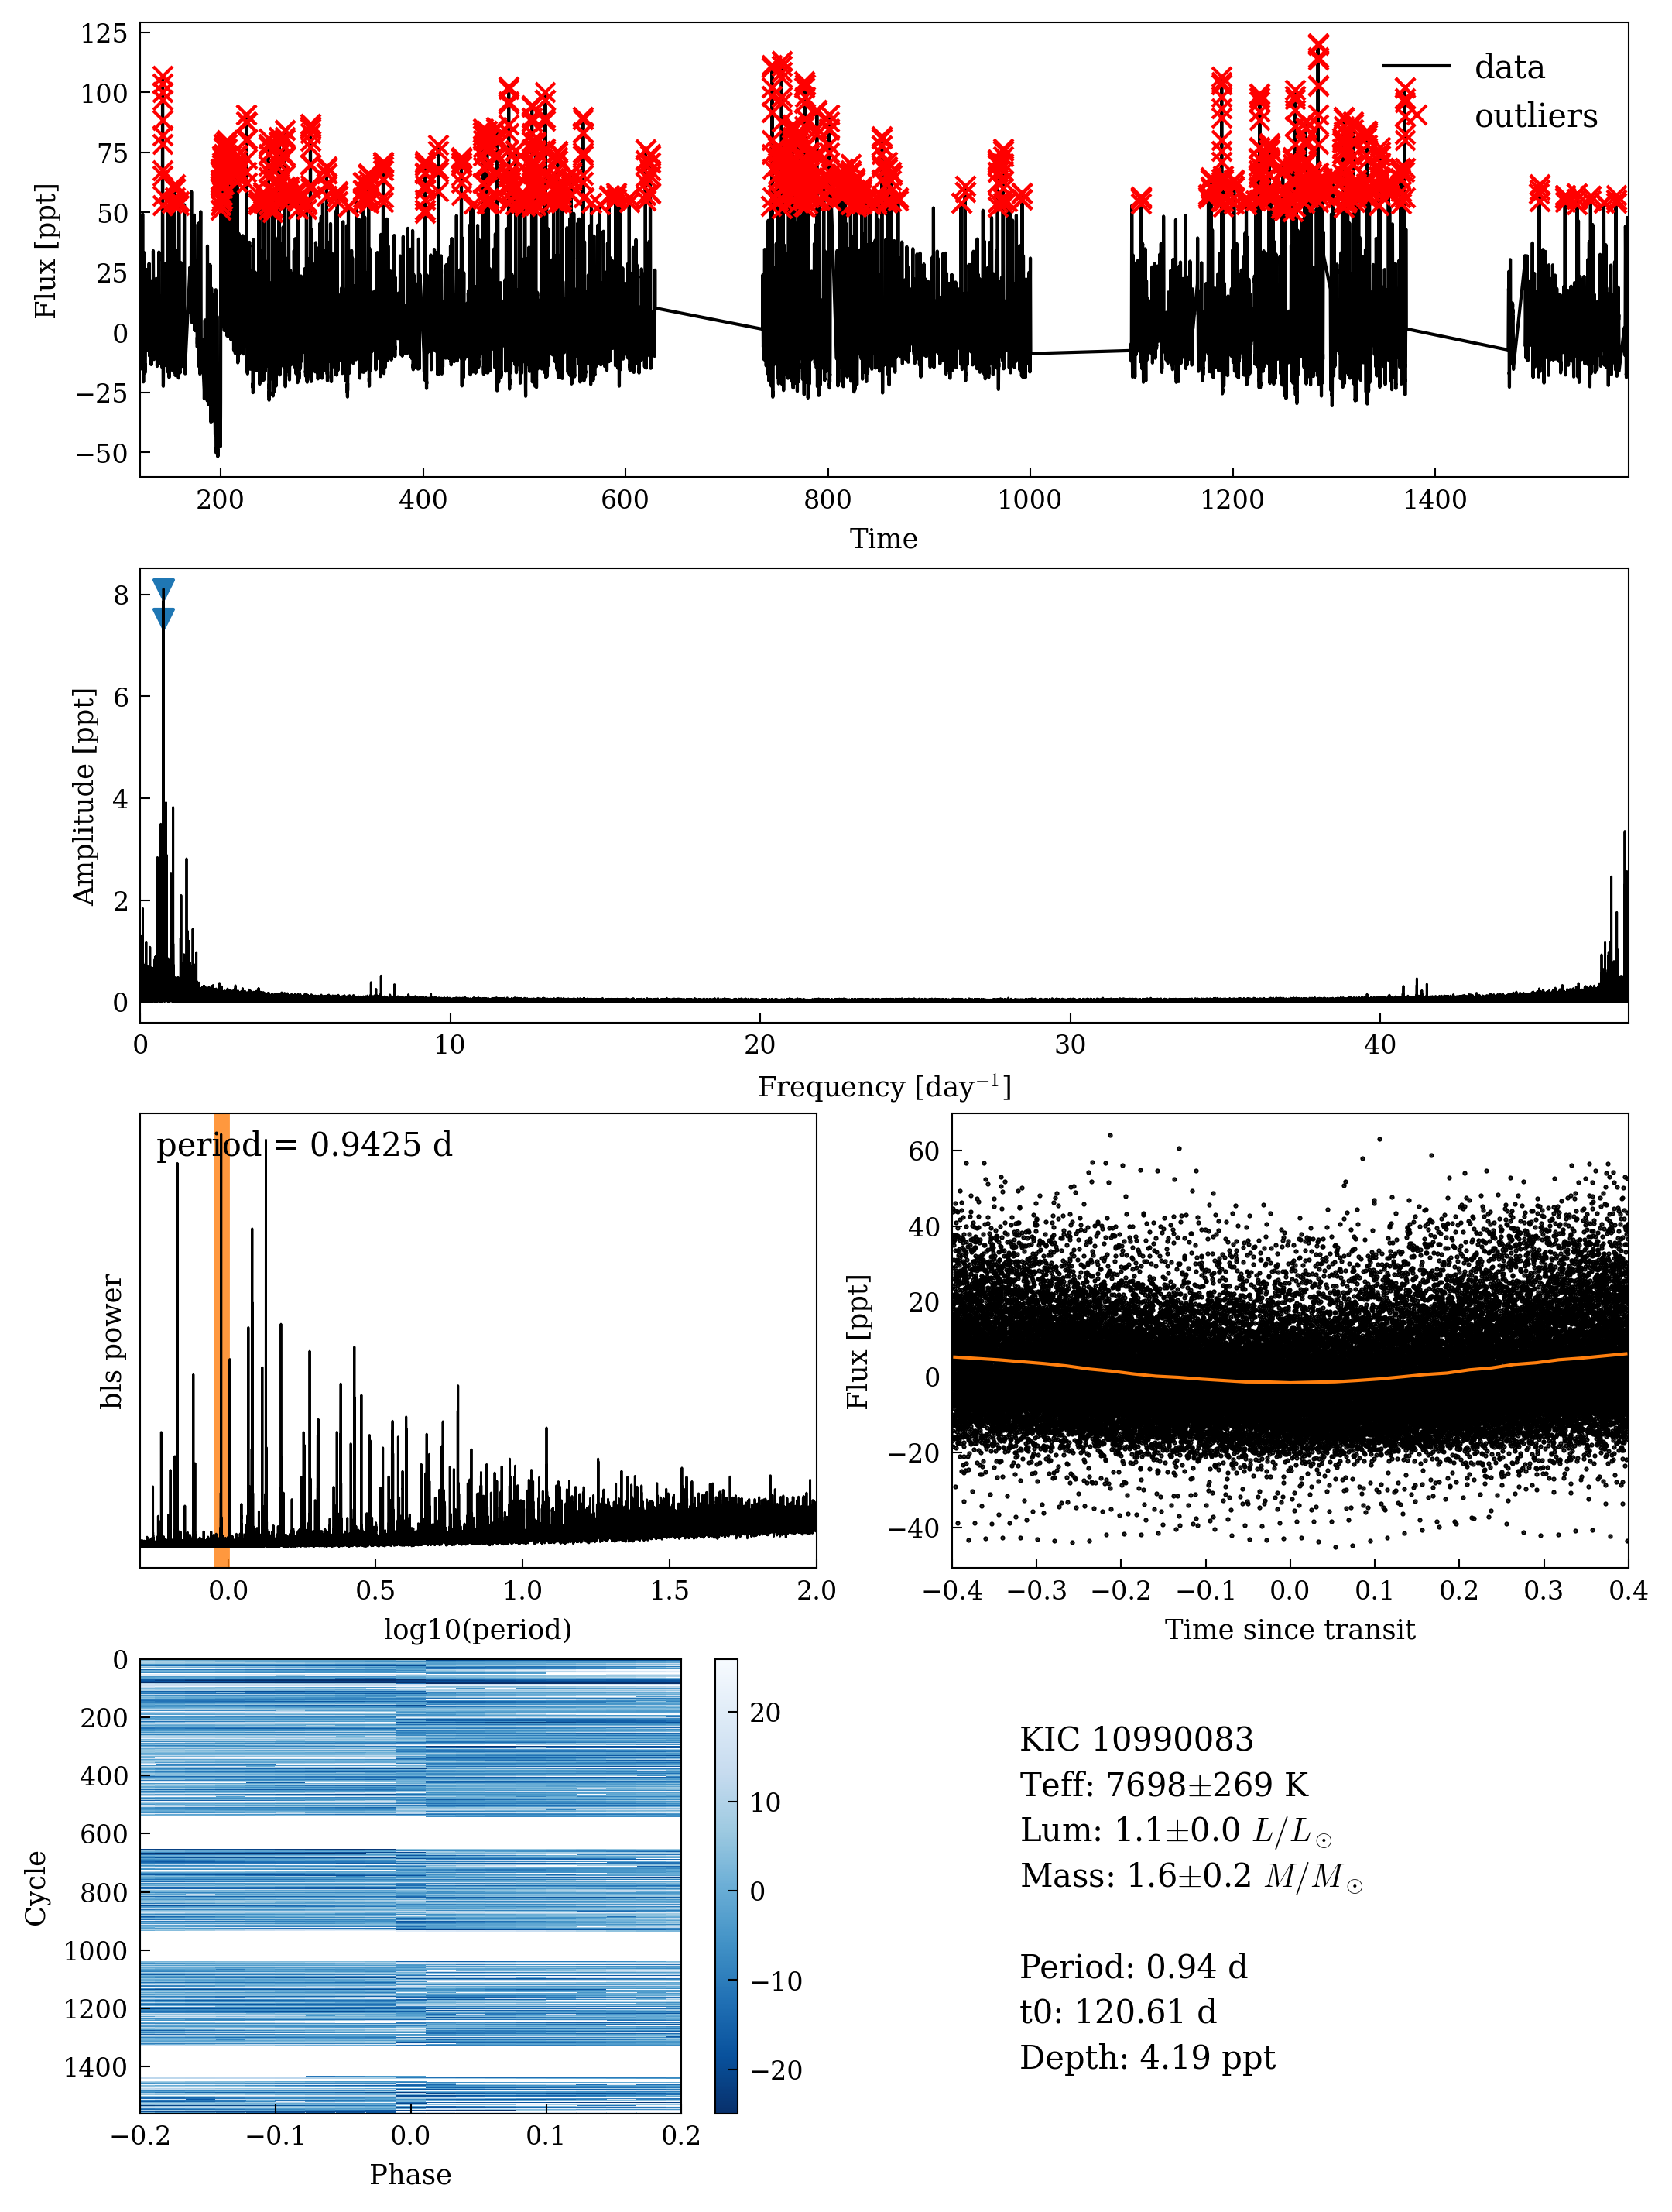 125
100
75
50
25
0
−25
−50
Flux [ppt]
data
outliers
200 400 600 800 1000 1200 1400
Time
8
6
4
2
0
Amplitude [ppt]
0 10 20 30 40
Frequency [day⁻¹]
period = 0.9425 d
bls power
0.0 0.5 1.0 1.5 2.0
log10(period)
60
40
20
0
−20
−40
Flux [ppt]
−0.4 −0.3 −0.2 −0.1 0.0 0.1 0.2 0.3 0.4
Time since transit
0
200
400
600
800
1000
1200
1400
Cycle
−0.2 −0.1 0.0 0.1 0.2
Phase
20
10
0
−10
−20
KIC 10990083
Teff: 7698±269 K
Lum: 1.1±0.0 L/L⊙
Mass: 1.6±0.2 M/M⊙
Period: 0.94 d
t0: 120.61 d
Depth: 4.19 ppt